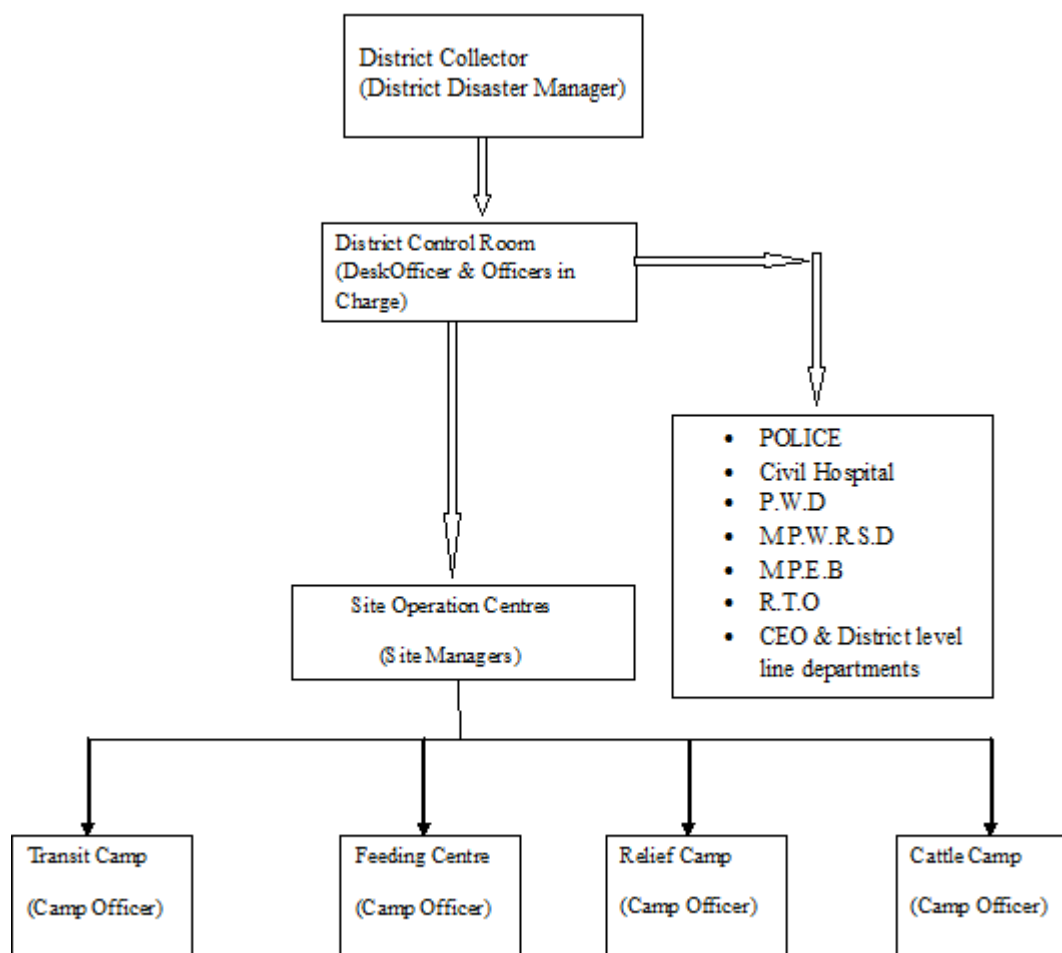 District Collector
(District Disaster Manager)
District Control Room
(DeskOfficer & Officers in
Charge)
• POLICE
• Civil Hospital
• P.W.D
• M.P.W.R.S.D
• M.P.E.B
• R.T.O
• CEO & District level
line departments
Site Operation Centres
(Site Managers)
Transit Camp
(Camp Officer)
Feeding Centre
(Camp Officer)
Relief Camp
(Camp Officer)
Cattle Camp
(Camp Officer)